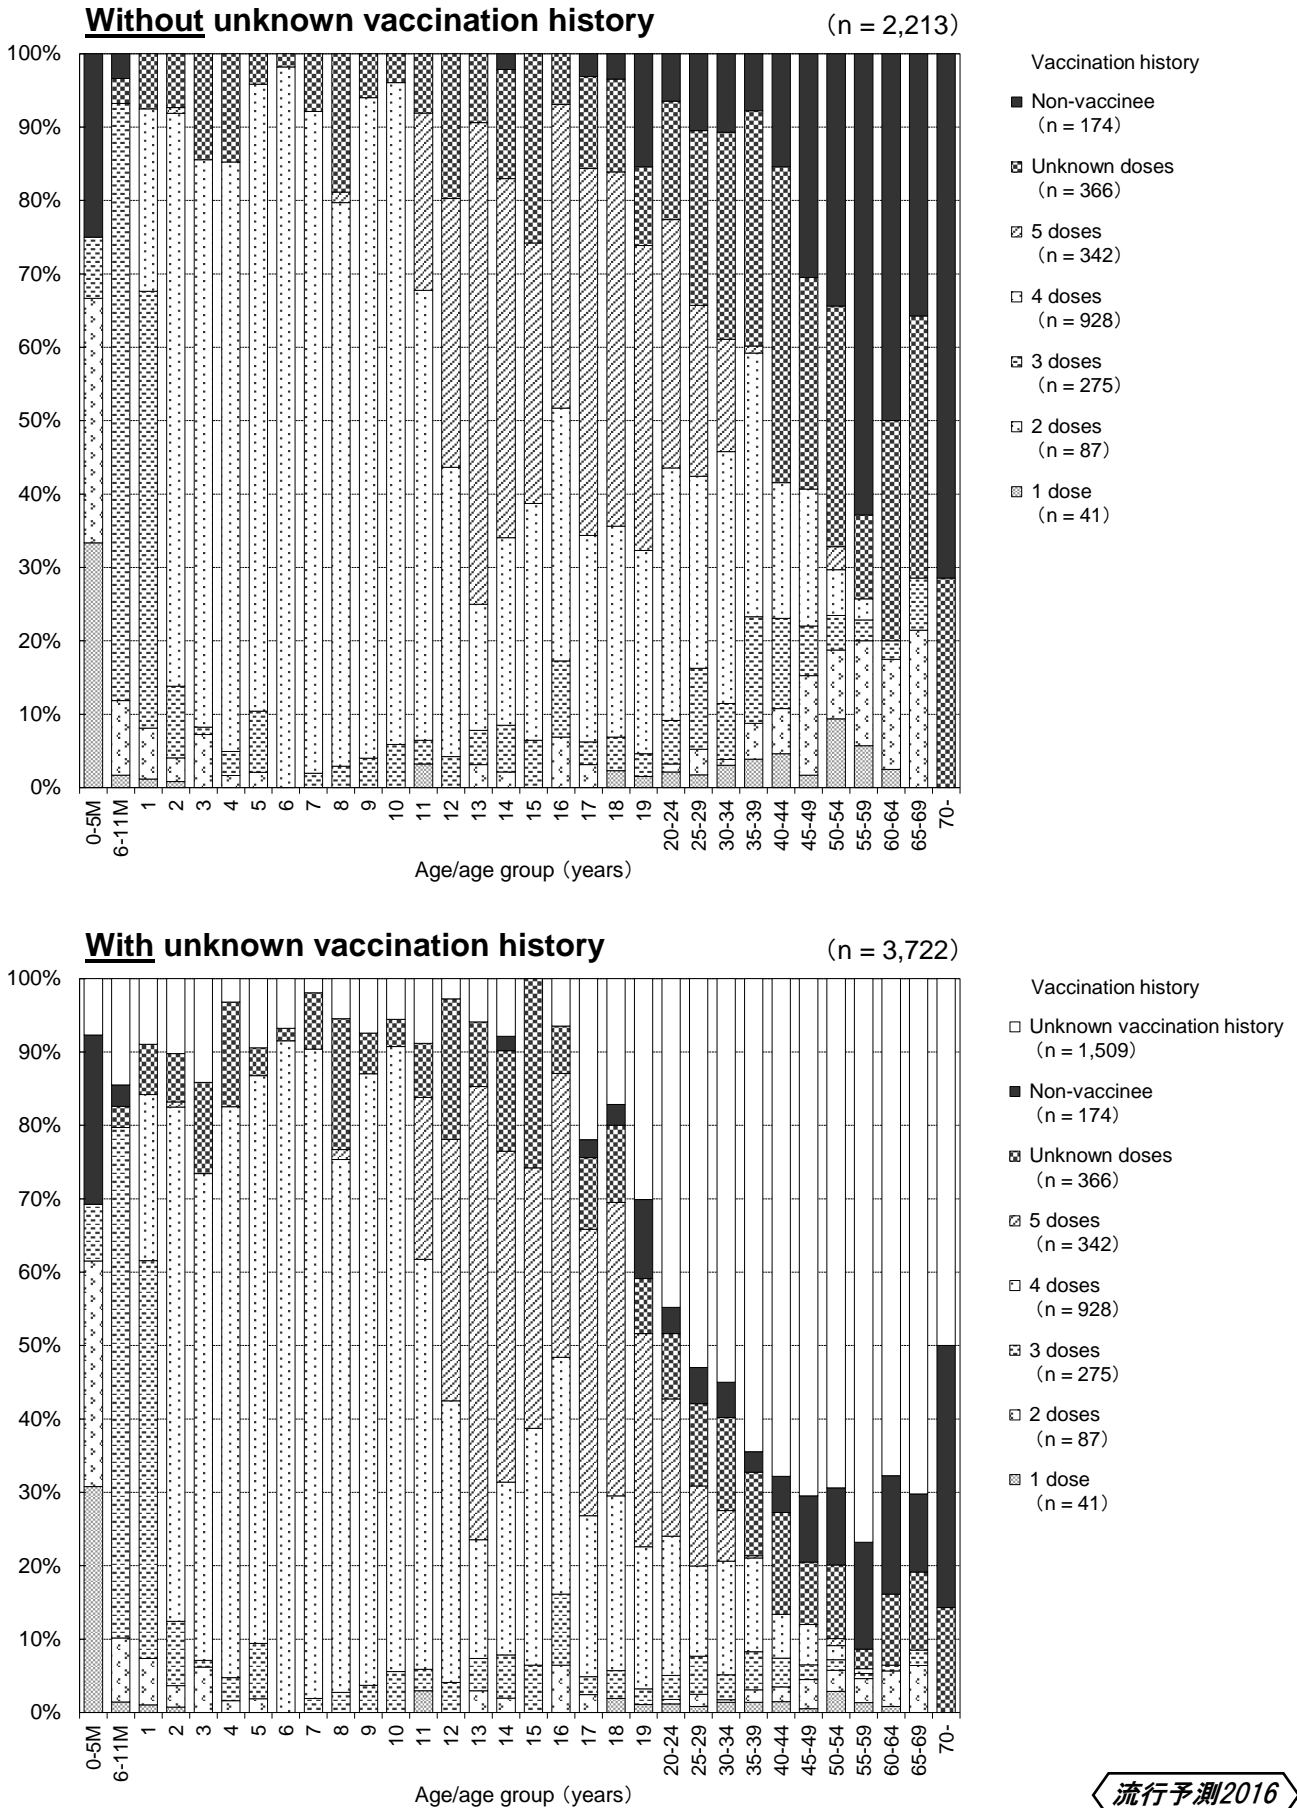 Without unknown vaccination history
(n = 2,213)
100%
90%
80%
70%
60%
50%
40%
30%
20%
10%
0%
0-5M
6-11M
1
2
3
4
5
6
7
8
9
10
11
12
13
14
15
16
17
18
19
20-24
25-29
30-34
35-39
40-44
45-49
50-54
55-59
60-64
65-69
70-
Age/age group (years)
Vaccination history
Non-vaccinee
(n = 174)
Unknown doses
(n = 366)
5 doses
(n = 342)
4 doses
(n = 928)
3 doses
(n = 275)
2 doses
(n = 87)
1 dose
(n = 41)
With unknown vaccination history
(n = 3,722)
100%
90%
80%
70%
60%
50%
40%
30%
20%
10%
0%
0-5M
6-11M
1
2
3
4
5
6
7
8
9
10
11
12
13
14
15
16
17
18
19
20-24
25-29
30-34
35-39
40-44
45-49
50-54
55-59
60-64
65-69
70-
Age/age group (years)
Vaccination history
Unknown vaccination history
(n = 1,509)
Non-vaccinee
(n = 174)
Unknown doses
(n = 366)
5 doses
(n = 342)
4 doses
(n = 928)
3 doses
(n = 275)
2 doses
(n = 87)
1 dose
(n = 41)
流行予測2016